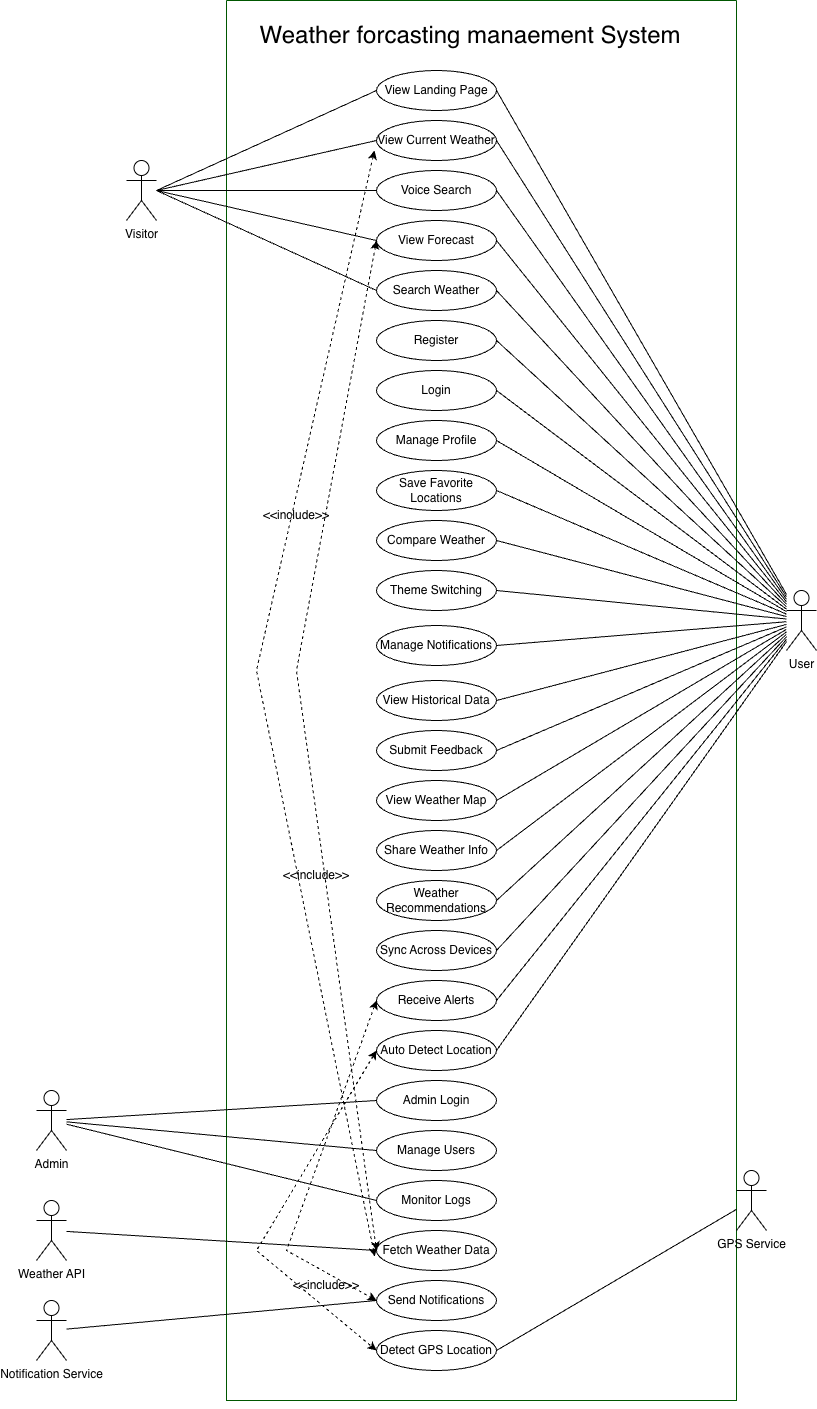 Weather forcasting manaement System
View Landing Page
View Current Weather
Voice Search
Visitor
View Forecast
Search Weather
Register
Login
Manage Profile
Save Favorite
Locations
<<include>>
Compare Weather
Theme Switching
Manage Notifications
User
View Historical Data
Submit Feedback
View Weather Map
Share Weather Info
<<include>>
Weather
Recommendations
Sync Across Devices
Receive Alerts
Auto Detect Location
Admin Login
Manage Users
Admin
Monitor Logs
Fetch Weather Data
GPS Service
Weather API
<<include>>
Send Notifications
Detect GPS Location
Notification Service